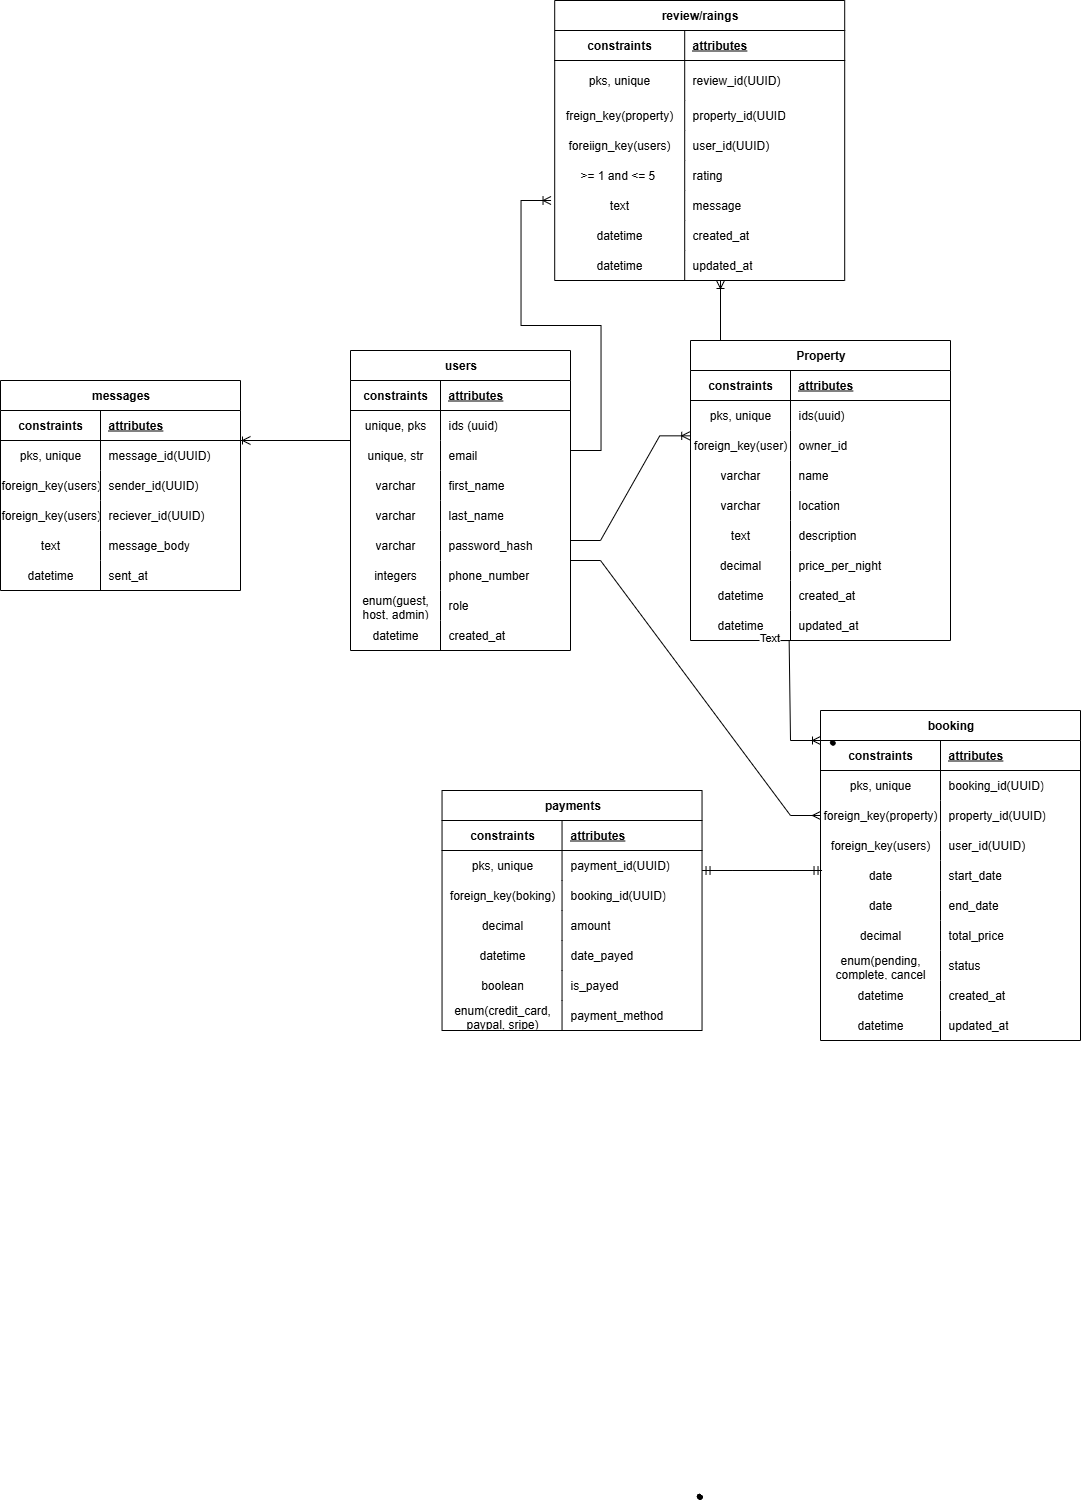 review/raings
constraints attributes
pks, unique review_id(UUID)
freign_key(property) property_id(UUID
foreiign_key(users) user_id(UUID)
>= 1 and <= 5 rating
text message
datetime created_at
datetime updated_at
users
constraints attributes
unique, pks ids (uuid)
unique, str email
varchar first_name
varchar last_name
varchar password_hash
integers phone_number
enum(guest,
host, admin) role
datetime created_at
Property
constraints attributes
pks, unique ids(uuid)
foreign_key(user) owner_id
varchar name
varchar location
text description
decimal price_per_night
datetime created_at
datetime updated_at
Text
messages
constraints attributes
pks, unique message_id(UUID)
foreign_key(users) sender_id(UUID)
foreign_key(users) reciever_id(UUID)
text message_body
datetime sent_at
booking
constraints attributes
pks, unique booking_id(UUID)
foreign_key(property) property_id(UUID)
foreign_key(users) user_id(UUID)
date start_date
date end_date
decimal total_price
enum(pending,
complete, cancel status
datetime created_at
datetime updated_at
payments
constraints attributes
pks, unique payment_id(UUID)
foreign_key(boking) booking_id(UUID)
decimal amount
datetime date_payed
boolean is_payed
enum(credit_card,
paypal, sripe) payment_method